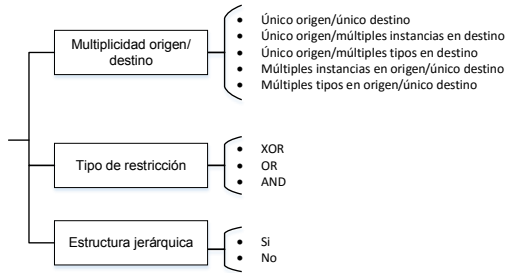 Multiplicidad origen/
destino
• Único origen/único destino
• Único origen/múltiples instancias en destino
• Único origen/múltiples tipos en destino
• Múltiples instancias en origen/único destino
• Múltiples tipos en origen/único destino
Tipo de restricción
• XOR
• OR
• AND
Estructura jerárquica
• Si
• No